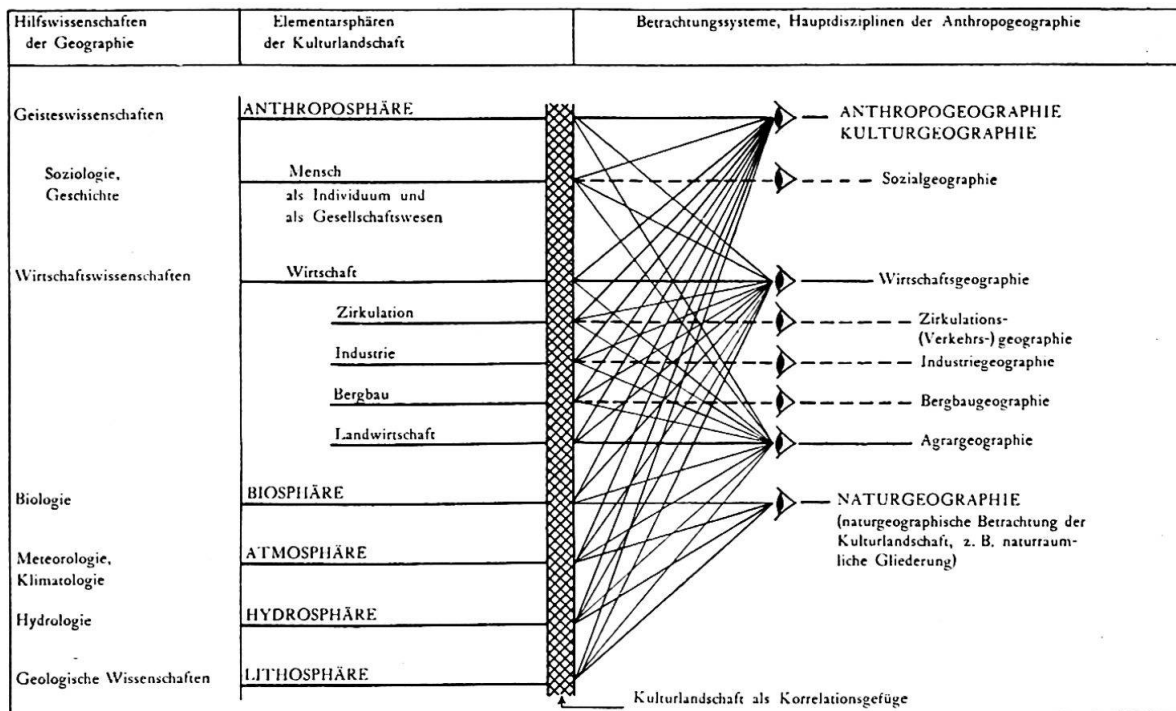 Hilfswissenschaften
der Geographie
Elementarsphären
der Kulturlandschaft
Betrachtungssysteme, Hauptdisziplinen der Anthropogeographie
Geisteswissenschaften
ANTHROPOSPHÄRE
ANTHROPOGEOGRAPHIE
KULTURGEOGRAPHIE
Soziologie,
Geschichte
Mensch
als Individuum und
als Gesellschaftswesen
Sozialgeographie
Wirtschaftswissenschaften
Wirtschaft
Wirtschaftsgeographie
Zirkulation
Zirkulations-
(Verkehrs-) geographie
Industrie
Industriegeographie
Bergbau
Bergbaugeographie
Landwirtschaft
Agrargeographie
Biologie
BIOSPHÄRE
NATURGEOGRAPHIE
(naturgeographische Betrachtung der
Kulturlandschaft, z. B. naturraum-
liche Gliederung)
Meteorologie,
Klimatologie
ATMOSPHÄRE
Hydrologie
HYDROSPHÄRE
Geologische Wissenschaften
LITHOSPHÄRE
Kulturlandschaft als Korrelationsgefüge